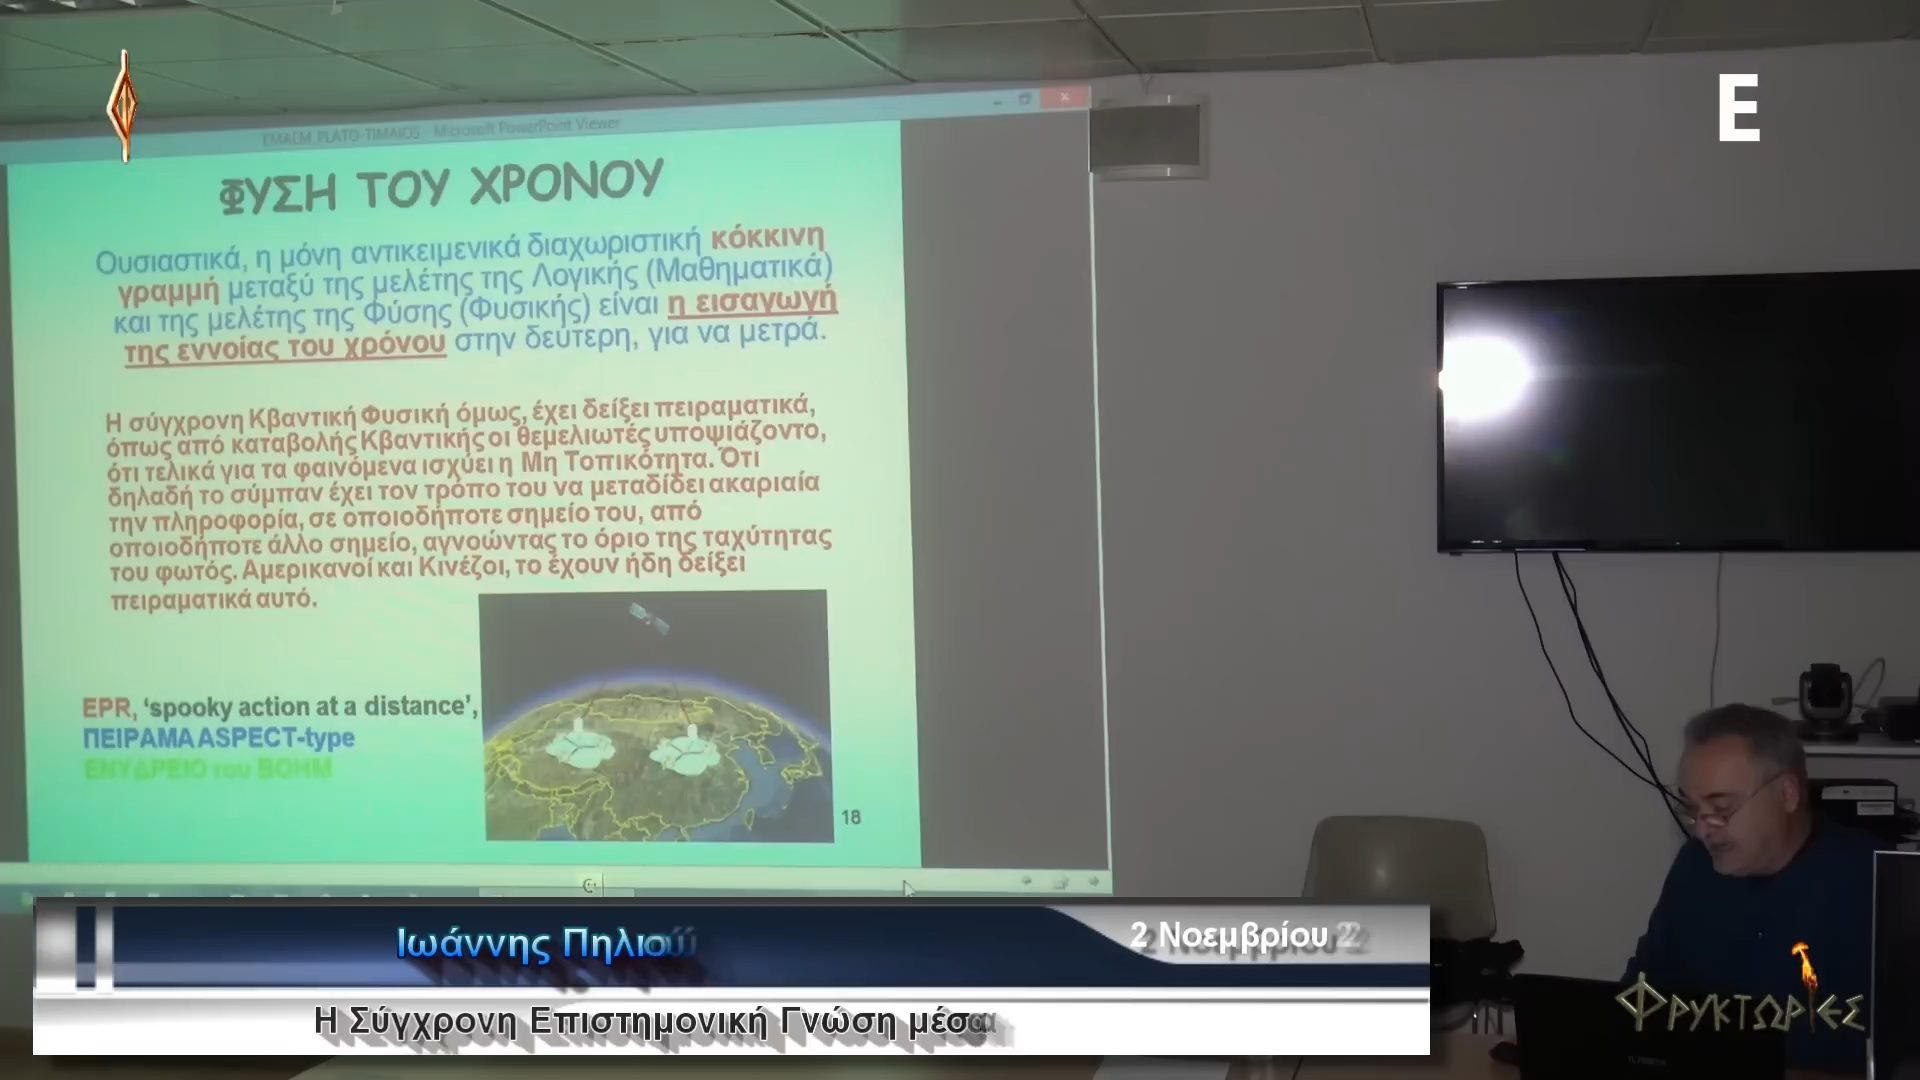 E
EMAEM_PLATO-TIMAIOS - Microsoft PowerPoint Viewer
ΦΥΣΗ ΤΟΥ ΧΡΟΝΟΥ
Ουσιαστικά, η μόνη αντικειμενικά διαχωριστική κόκκινη
γραμμή μεταξύ της μελέτης της Λογικής (Μαθηματικά)
και της μελέτης της Φύσης (Φυσικής) είναι η εισαγωγή
της εννοίας του χρόνου στην δεύτερη, για να μετρά.
Η σύγχρονη Κβαντική Φυσική όμως, έχει δείξει πειραματικά,
όπως από καταβολής Κβαντικής οι θεμελιωτές υποψιάζοντο,
ότι τελικά για τα φαινόμενα ισχύει η Μη Τοπικότητα. Ότι
δηλαδή το σύμπαν έχει τον τρόπο του να μεταδίδει ακαριαία
την πληροφορία, σε οποιοδήποτε σημείο του, από
οποιοδήποτε άλλο σημείο, αγνοώντας το όριο της ταχύτητας
του φωτός. Αμερικανοί και Κινέζοι, το έχουν ήδη δείξει
πειραματικά αυτό.
EPR, ‘spooky action at a distance’,
ΠΕΙΡΑΜΑ ASPECT-type
ΕΝΥΔΡΕΙΟ του BOHM
18
Ιωάννης Πηλιού
2 Νοεμβρίου 22
Η Σύγχρονη Επιστημονική Γνώση μέσα
ΦΡΥΚΤΩΡΙΕΣ